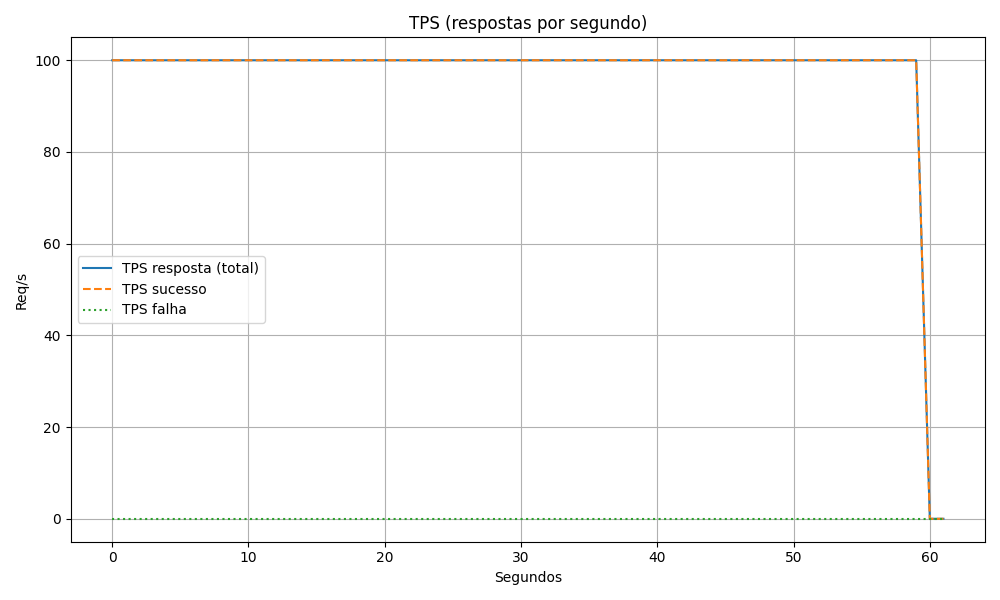 TPS (respostas por segundo)
100
80
60
40
20
0
Req/s
TPS resposta (total)
TPS sucesso
TPS falha
0 10 20 30 40 50 60
Segundos